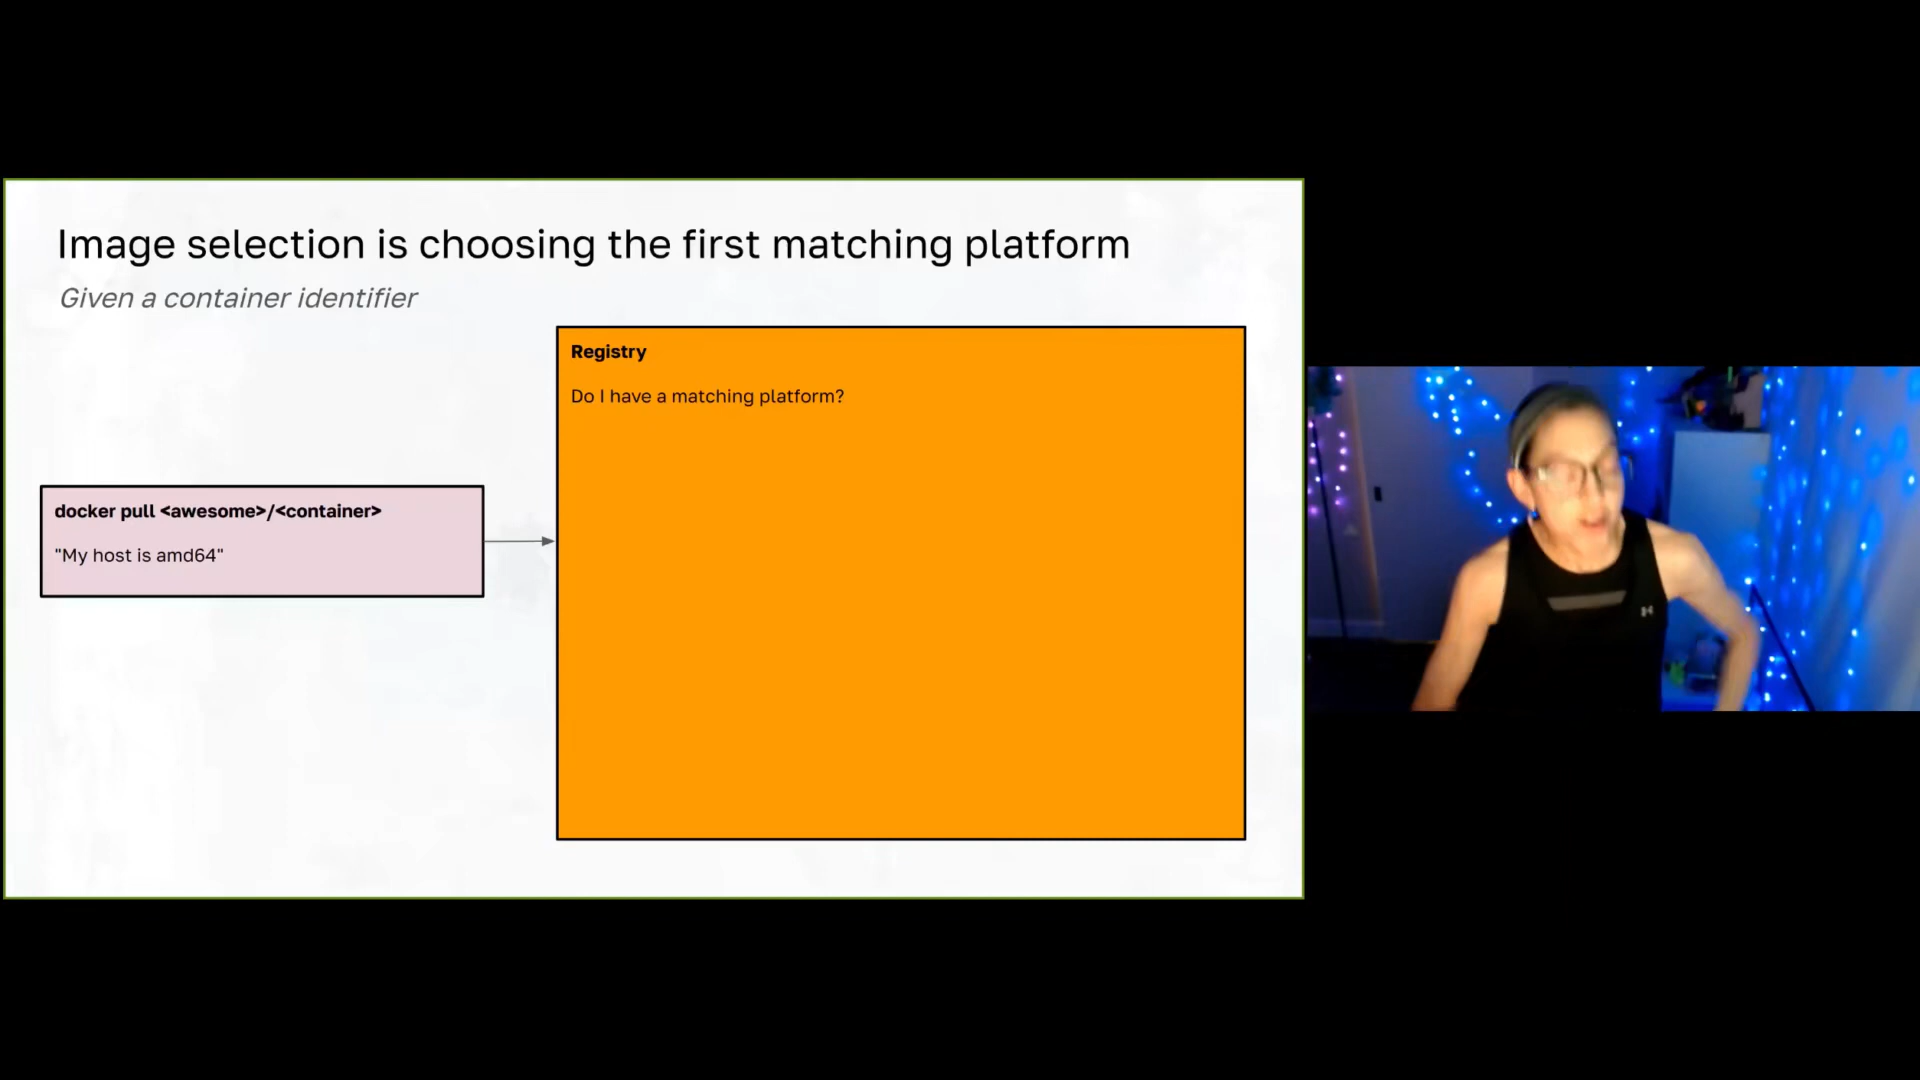 Image selection is choosing the first matching platform
Given a container identifier
Registry
Do I have a matching platform?
docker pull <awesome>/<container>
"My host is amd64"